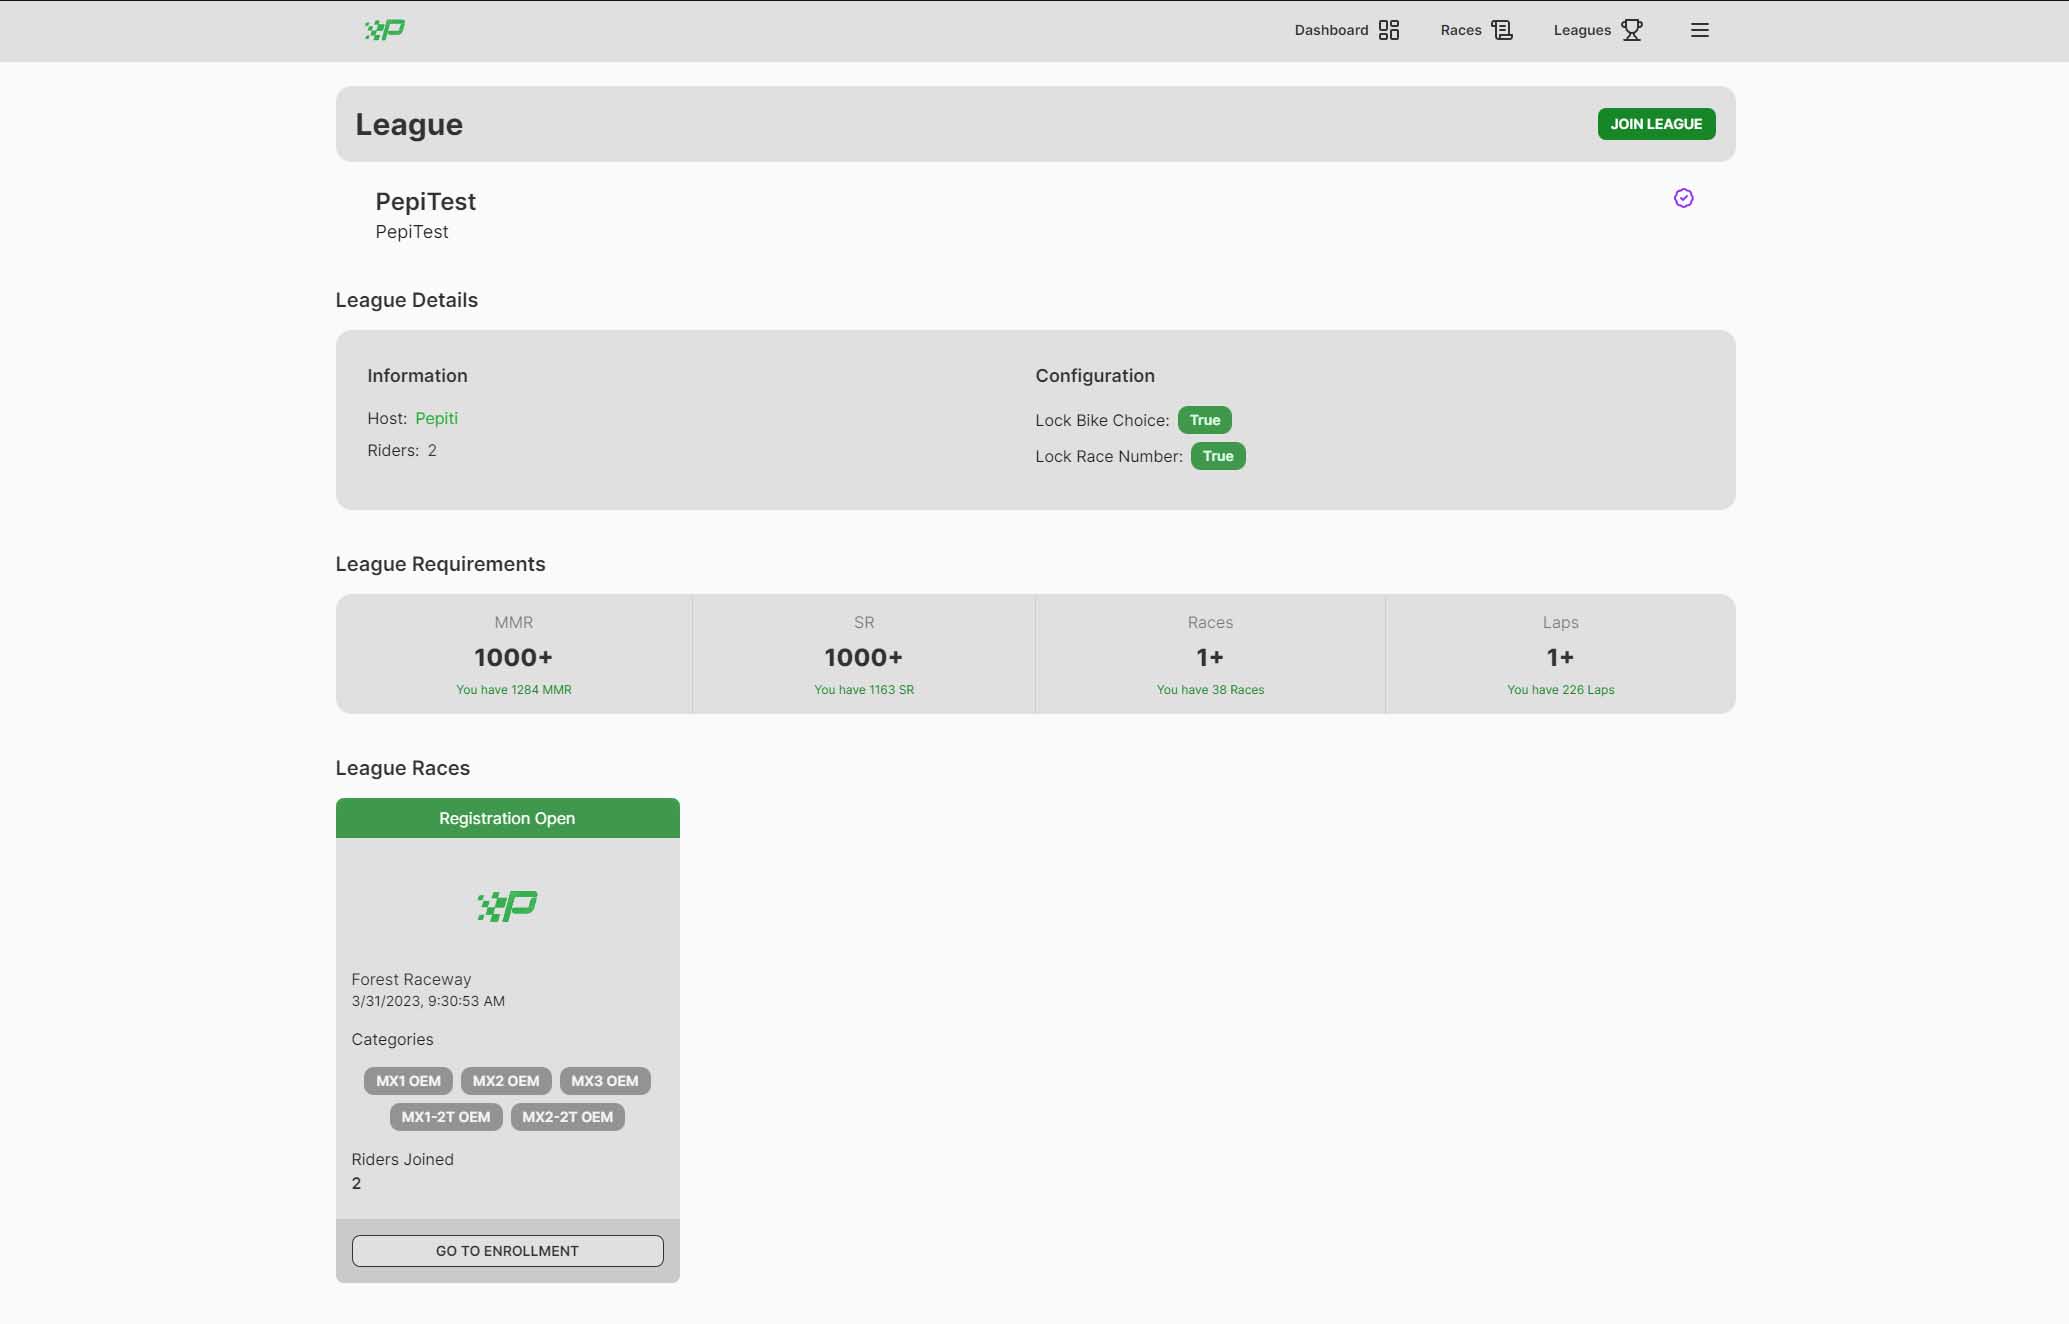 Dashboard
Races
Leagues
League
JOIN LEAGUE
PepiTest
PepiTest
League Details
Information
Host: Pepiti
Riders: 2
Configuration
Lock Bike Choice: True
Lock Race Number: True
League Requirements
MMR
1000+
You have 1284 MMR
SR
1000+
You have 1163 SR
Races
1+
You have 38 Races
Laps
1+
You have 226 Laps
League Races
Registration Open
P
Forest Raceway
3/31/2023, 9:30:53 AM
Categories
MX1 OEM MX2 OEM MX3 OEM
MX1-2T OEM MX2-2T OEM
Riders Joined
2
GO TO ENROLLMENT